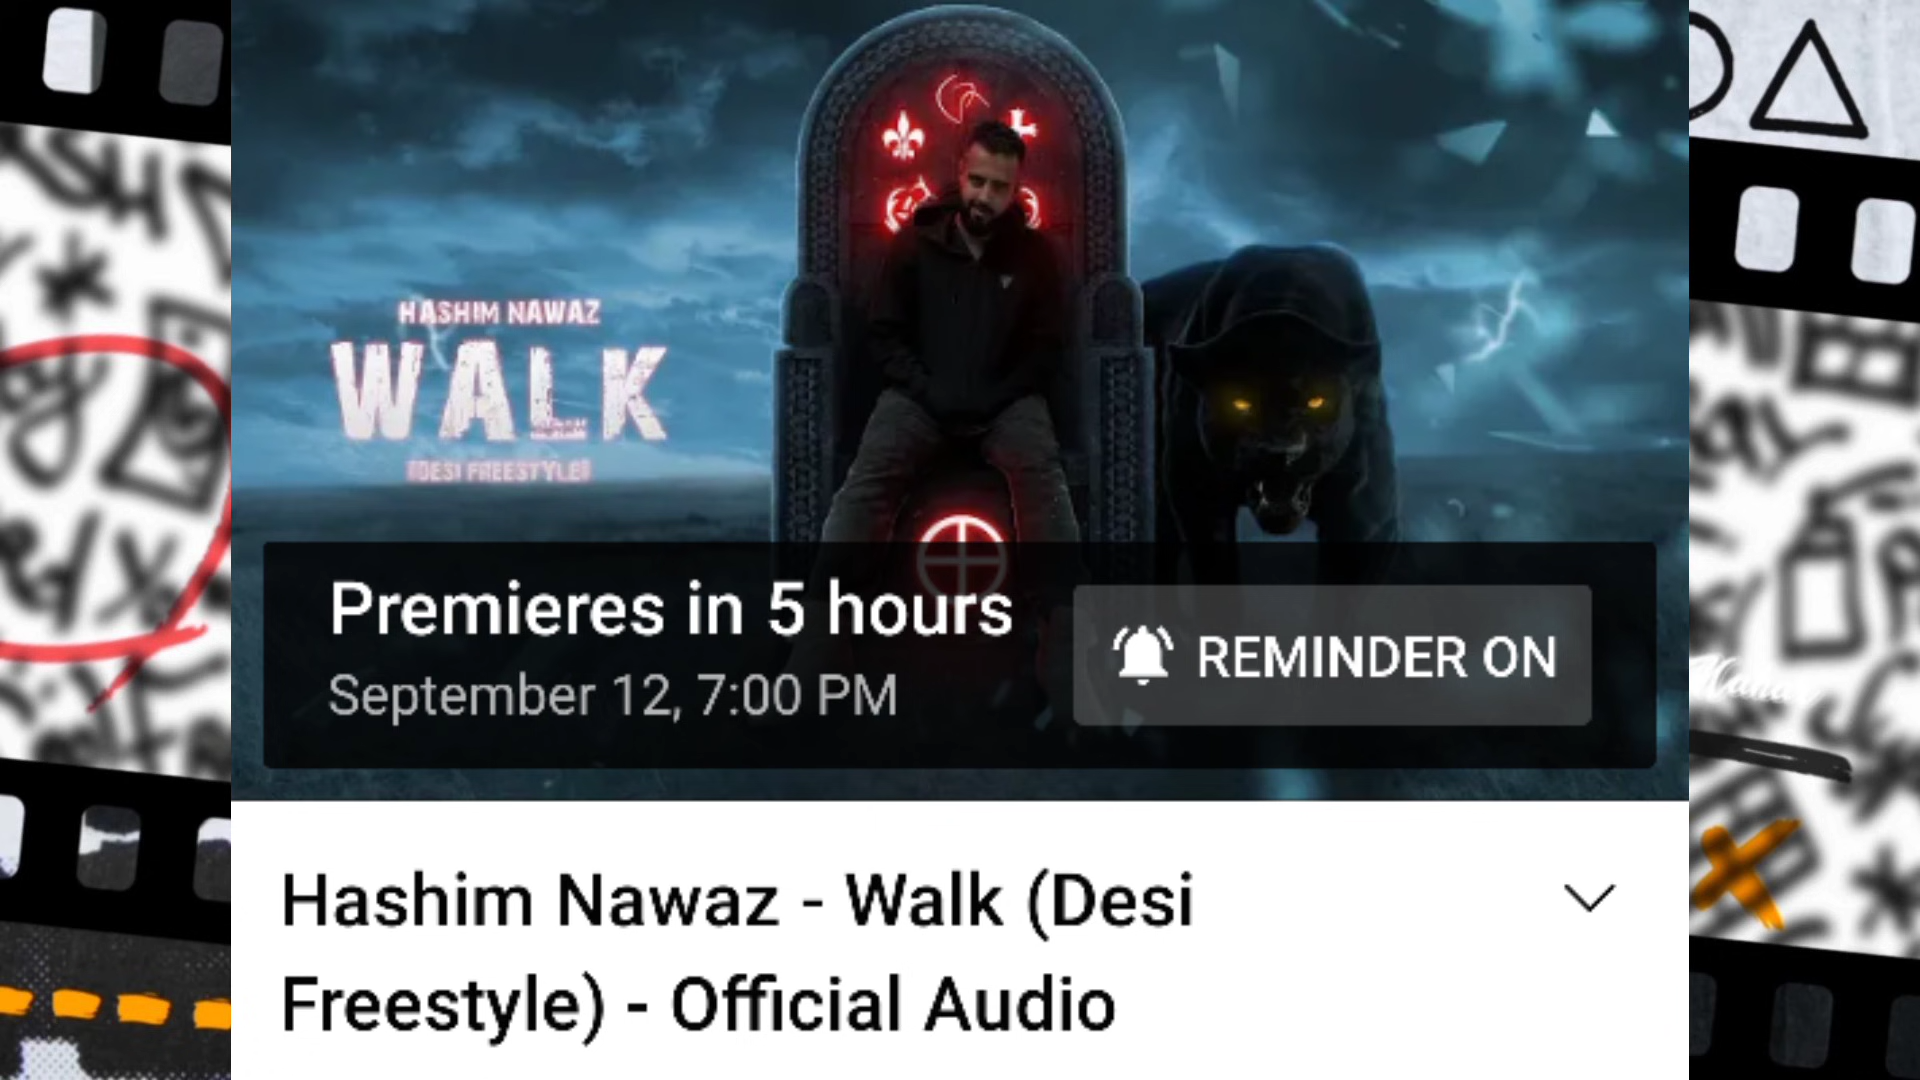 HASHIM NAWAZ
WALK
(DESI FREESTYLE)
Premieres in 5 hours
September 12, 7:00 PM
REMINDER ON
Hashim Nawaz - Walk (Desi
Freestyle) - Official Audio